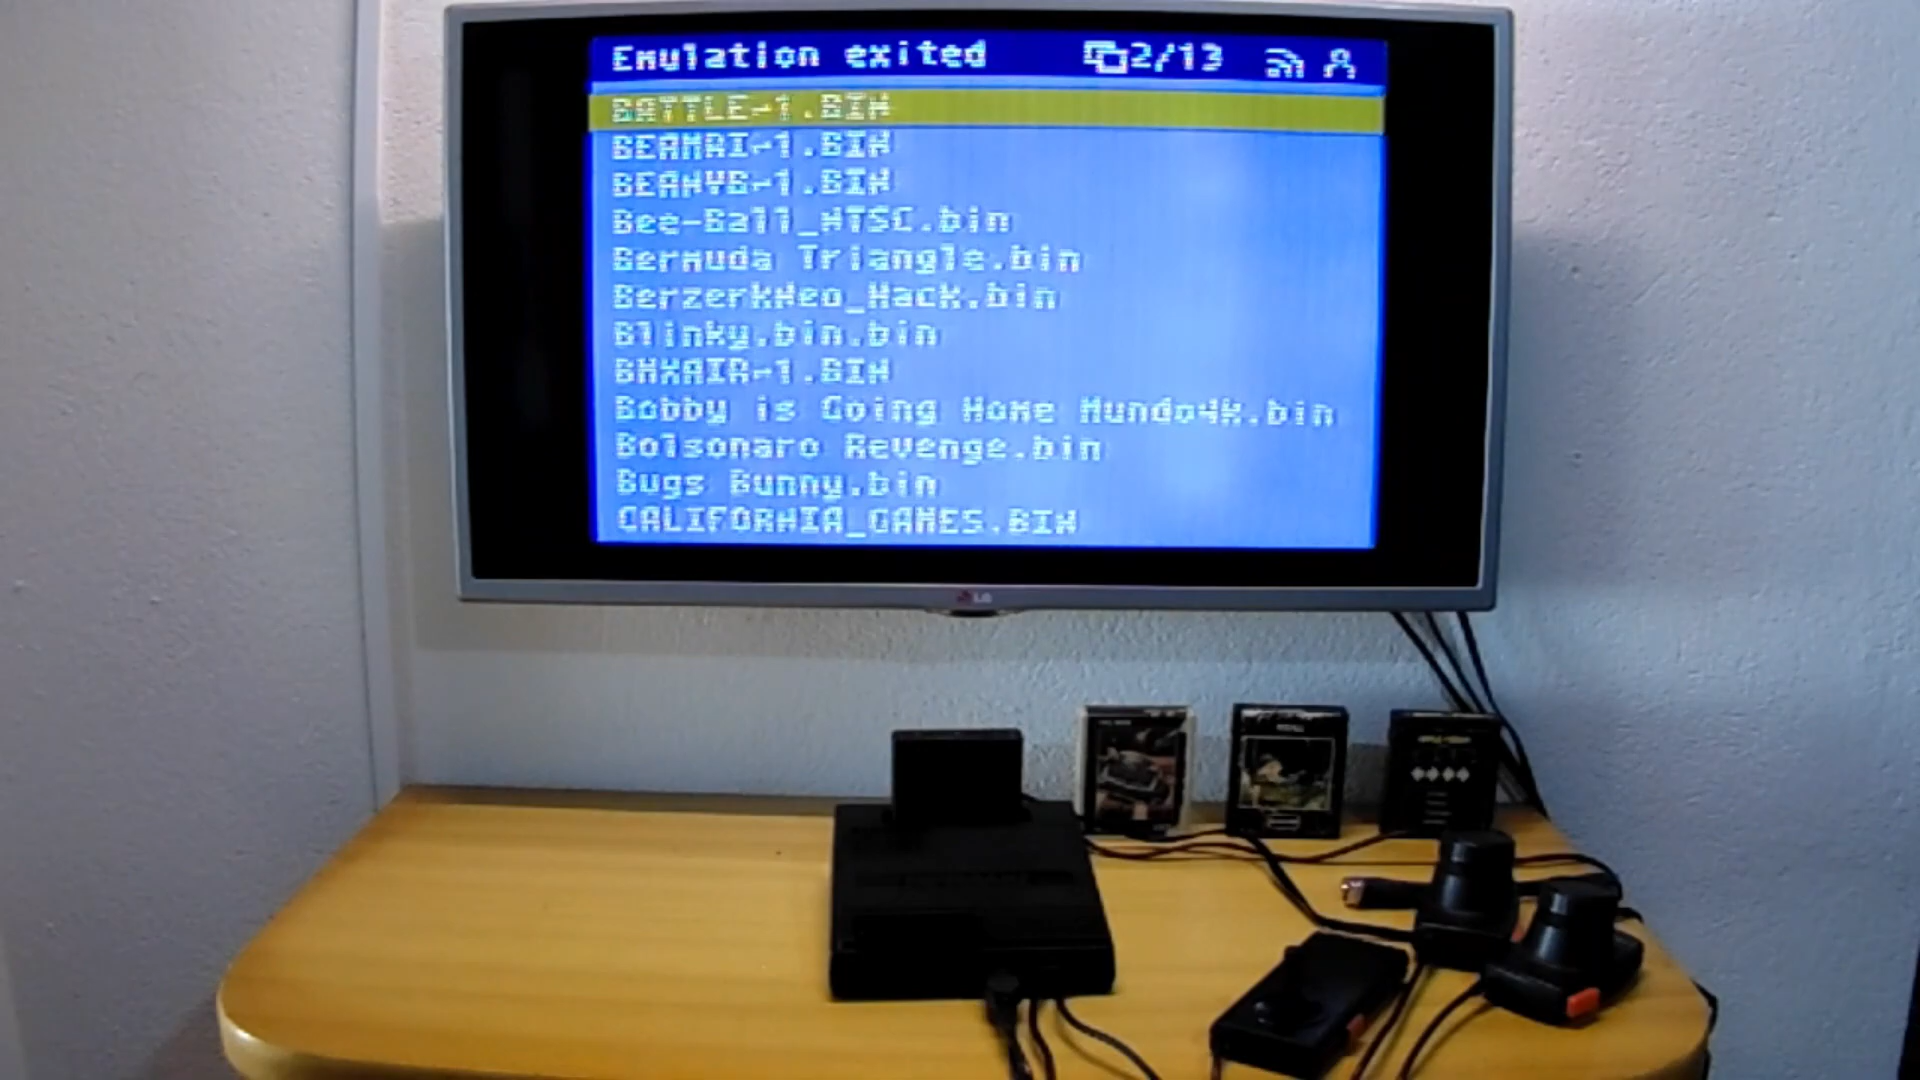 Emulation exited 2/13
BATTLE~1.BIN
BEAMRI~1.BIN
BEANYB~1.BIN
Bee-Ball_NTSC.bin
Bermuda Triangle.bin
BerzerkNeo_Hack.bin
Blinky.bin.bin
BMXAIR~1.BIN
Bobby is Going Home Mundo4k.bin
Bolsonaro Revenge.bin
Bugs Bunny.bin
CALIFORNIA_GAMES.BIN
LG